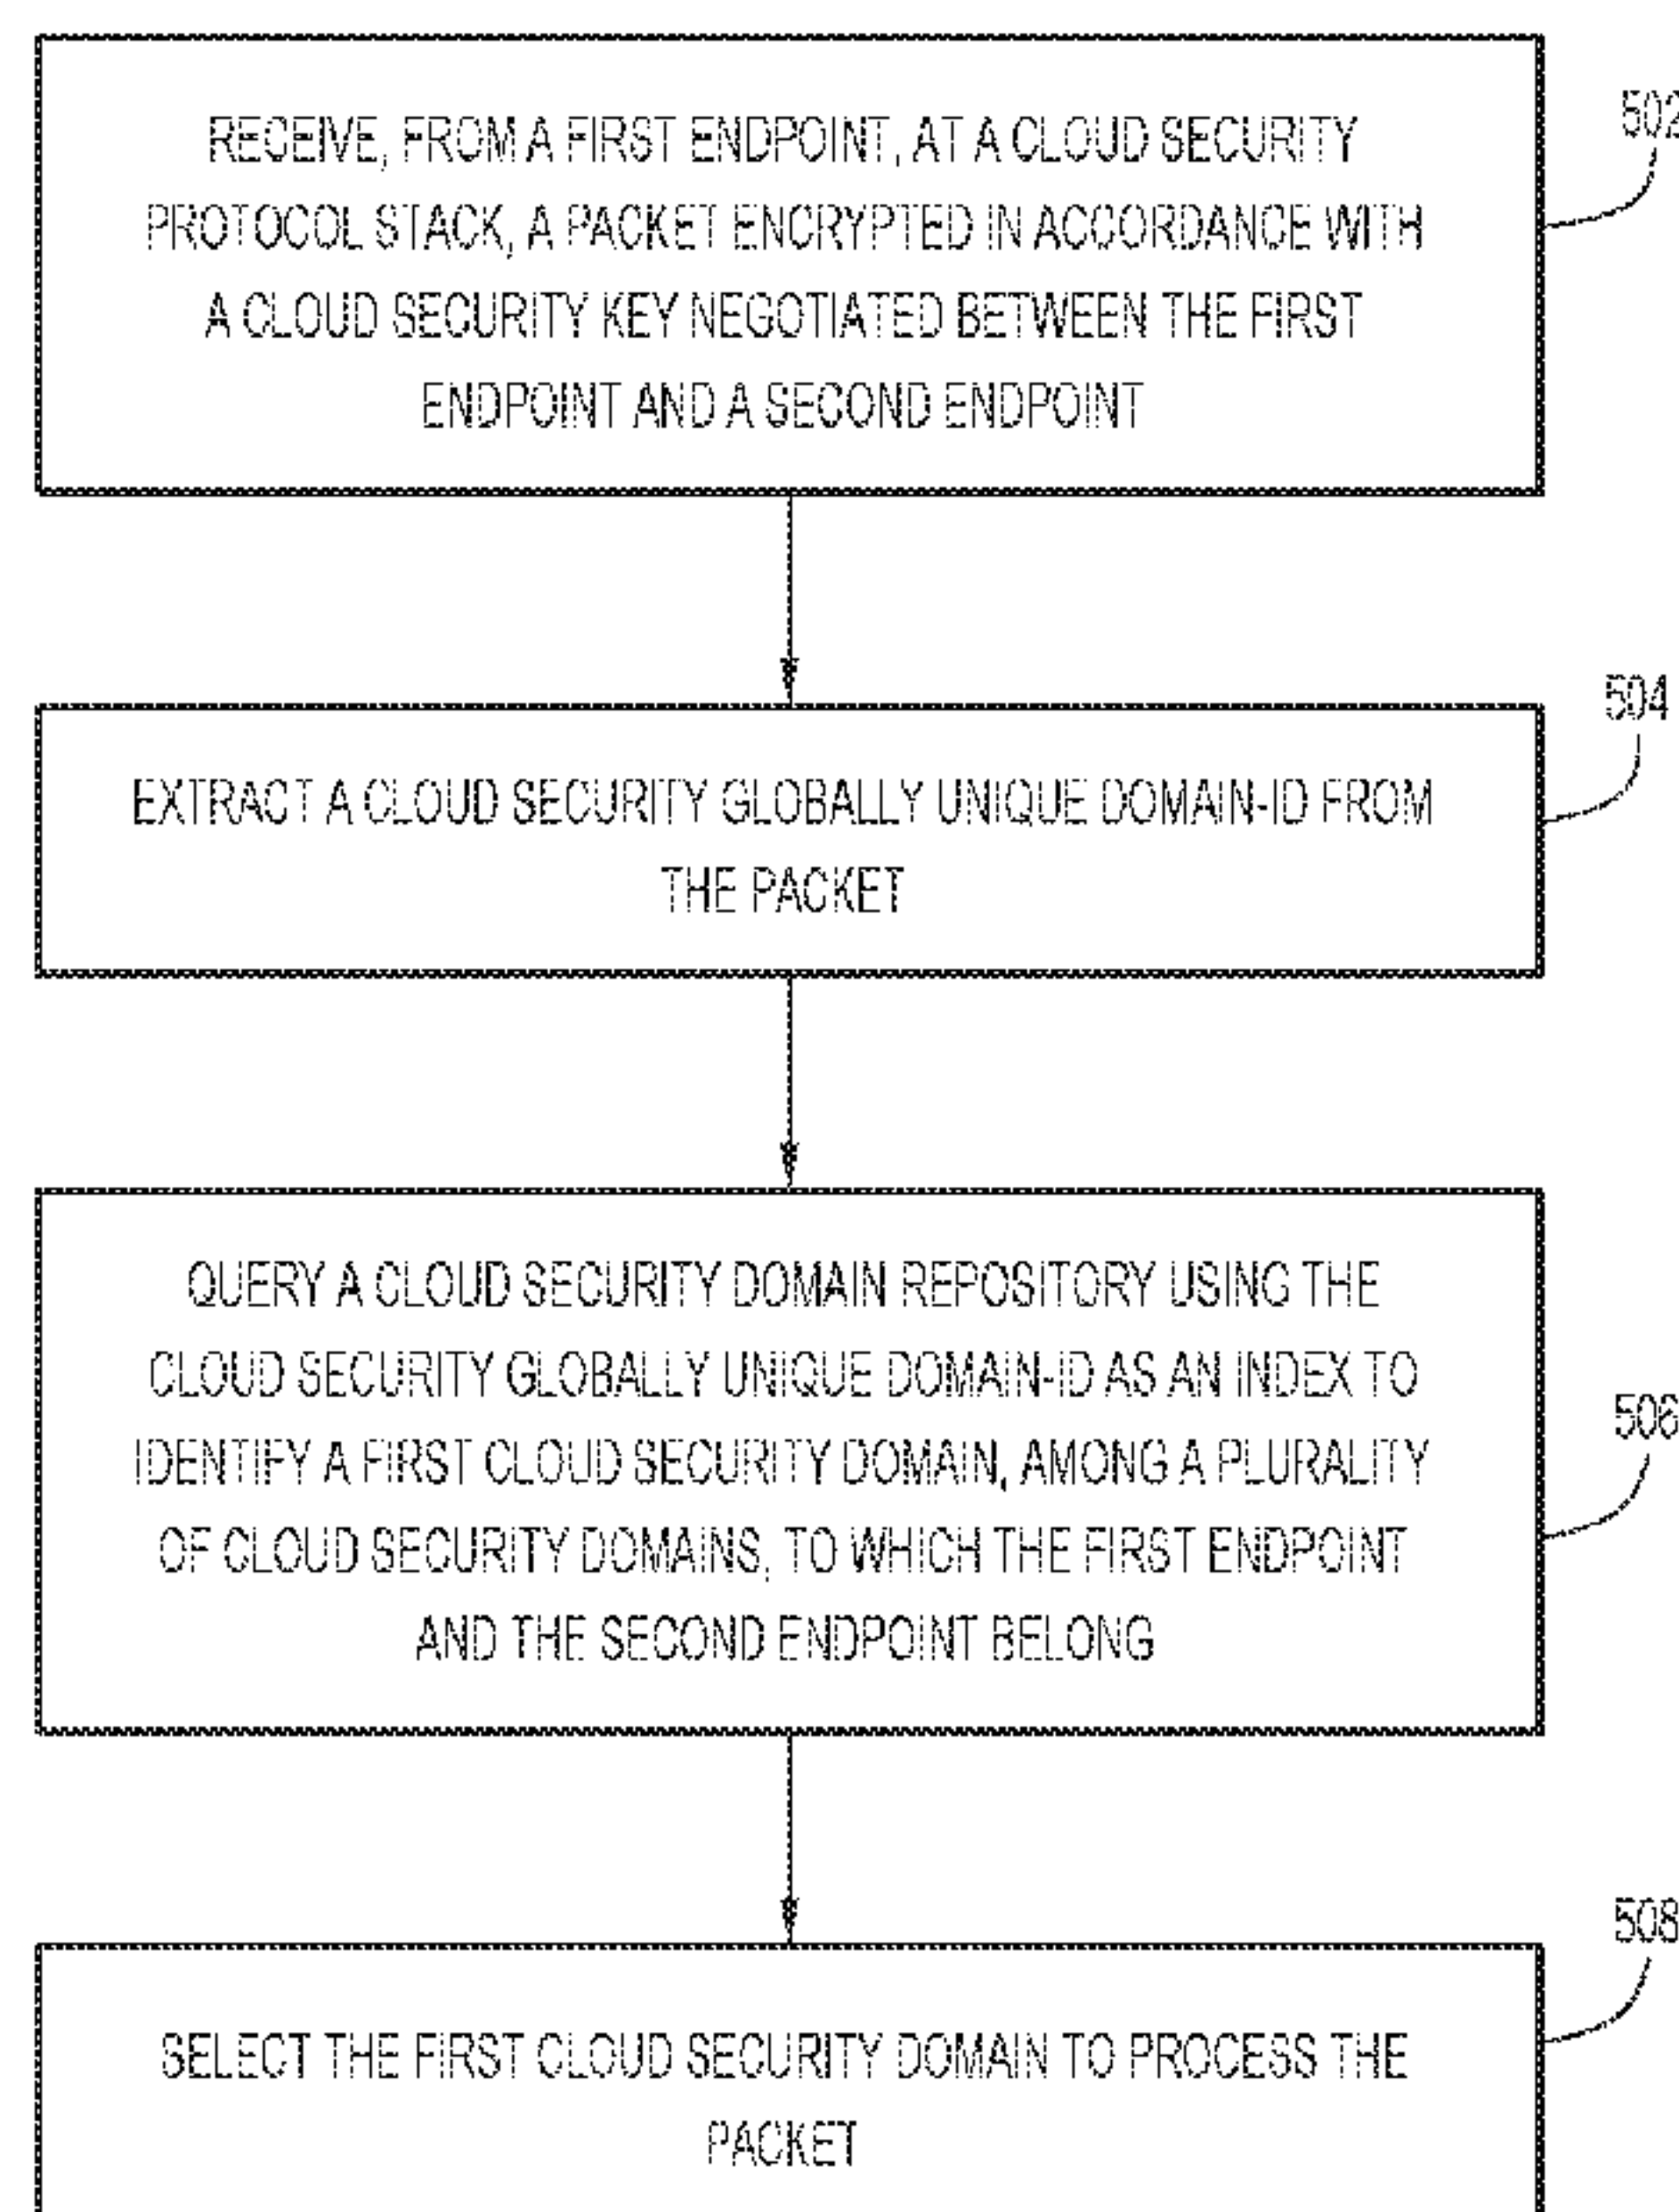 502
RECEIVE, FROM A FIRST ENDPOINT, AT A CLOUD SECURITY
PROTOCOL STACK, A PACKET ENCRYPTED IN ACCORDANCE WITH
A CLOUD SECURITY KEY NEGOTIATED BETWEEN THE FIRST
ENDPOINT AND A SECOND ENDPOINT
504
EXTRACT A CLOUD SECURITY GLOBALLY UNIQUE DOMAIN-ID FROM
THE PACKET
QUERY A CLOUD SECURITY DOMAIN REPOSITORY USING THE
CLOUD SECURITY GLOBALLY UNIQUE DOMAIN-ID AS AN INDEX TO
506
IDENTIFY A FIRST CLOUD SECURITY DOMAIN, AMONG A PLURALITY
OF CLOUD SECURITY DOMAINS, TO WHICH THE FIRST ENDPOINT
AND THE SECOND ENDPOINT BELONG
508
SELECT THE FIRST CLOUD SECURITY DOMAIN TO PROCESS THE
PACKET